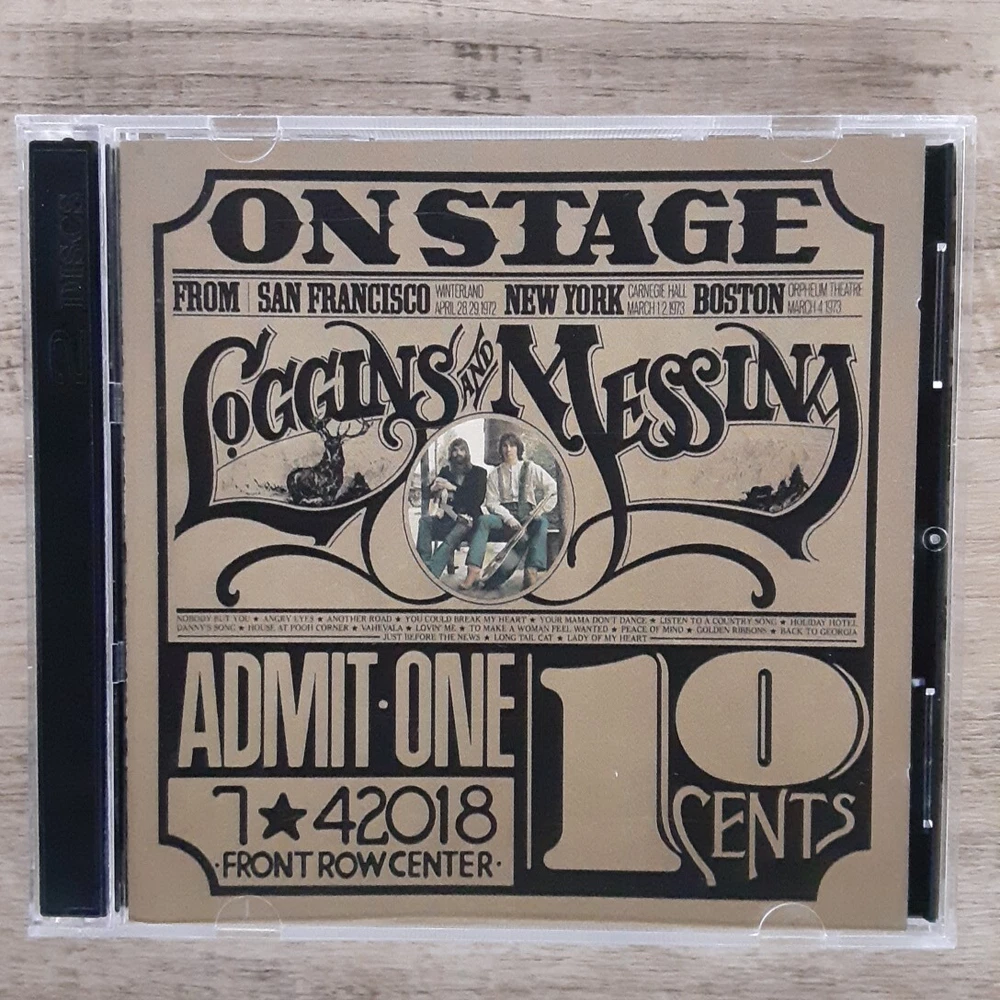 2 DISCS
ON STAGE
FROM SAN FRANCISCO WINTERLAND APRIL 28.29.1972 NEW YORK CARNEGIE HALL MARCH 1 2.1973 BOSTON ORPHEUM THEATRE MARCH 4.1973
LOGGINS AND MESSINA
NOBODY BUT YOU ★ ANGRY EYES ★ ANOTHER ROAD ★ YOU COULD BREAK MY HEART ★ YOUR MAMA DON'T DANCE ★ LISTEN TO A COUNTRY SONG ★ HOLIDAY HOTEL
DANNY'S SONG ★ HOUSE AT POOH CORNER ★ VAHEVALA ★ LOVIN' ME ★ TO MAKE A WOMAN FEEL WANTED ★ PEACE OF MIND ★ GOLDEN RIBBONS ★ BACK TO GEORGIA
JUST BEFORE THE NEWS ★ LONG TAIL CAT ★ LADY OF MY HEART
ADMIT·ONE
7★42018
·FRONT ROW CENTER·
10 CENTS